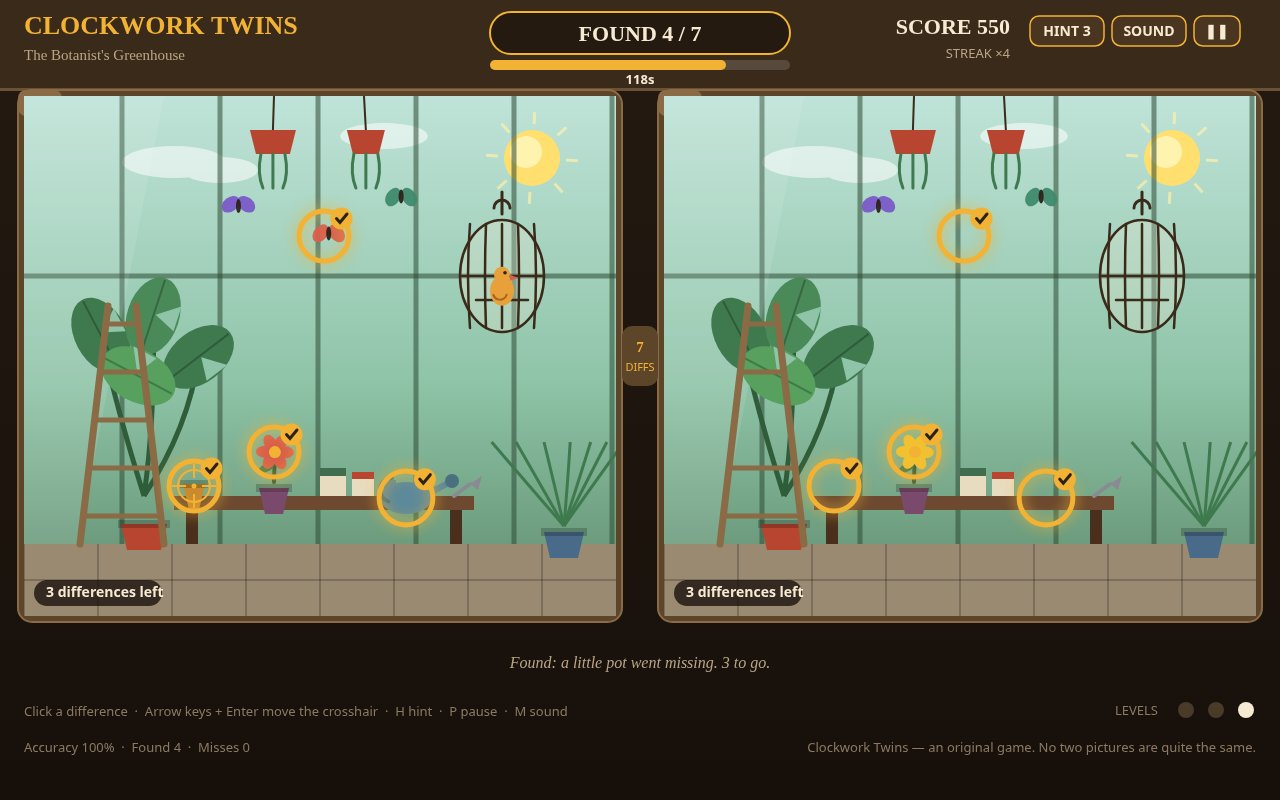 CLOCKWORK TWINS
The Botanist's Greenhouse
FOUND 4 / 7
118s
SCORE 550
STREAK ×4
HINT 3
SOUND
7
DIFFS
3 differences left
3 differences left
Found: a little pot went missing. 3 to go.
Click a difference · Arrow keys + Enter move the crosshair · H hint · P pause · M sound
LEVELS
Accuracy 100% · Found 4 · Misses 0
Clockwork Twins — an original game. No two pictures are quite the same.